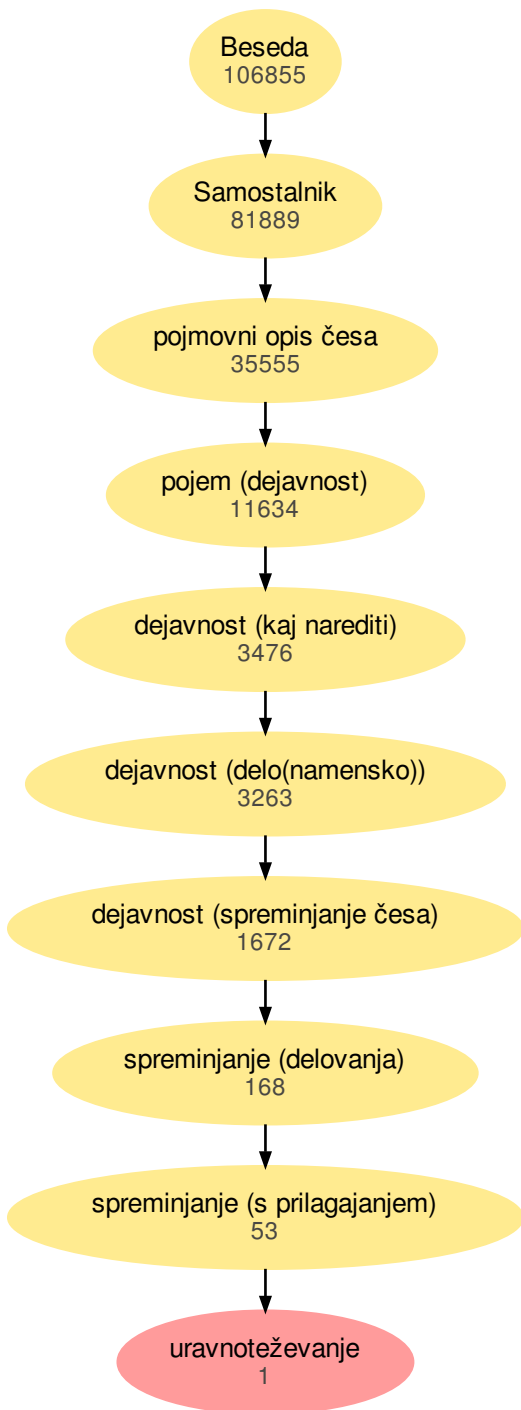 Beseda
106855
Samostalnik
81889
pojmovni opis česa
35555
pojem (dejavnost)
11634
dejavnost (kaj narediti)
3476
dejavnost (delo(namensko))
3263
dejavnost (spreminjanje česa)
1672
spreminjanje (delovanja)
168
spreminjanje (s prilagajanjem)
53
uravnoteževanje
1